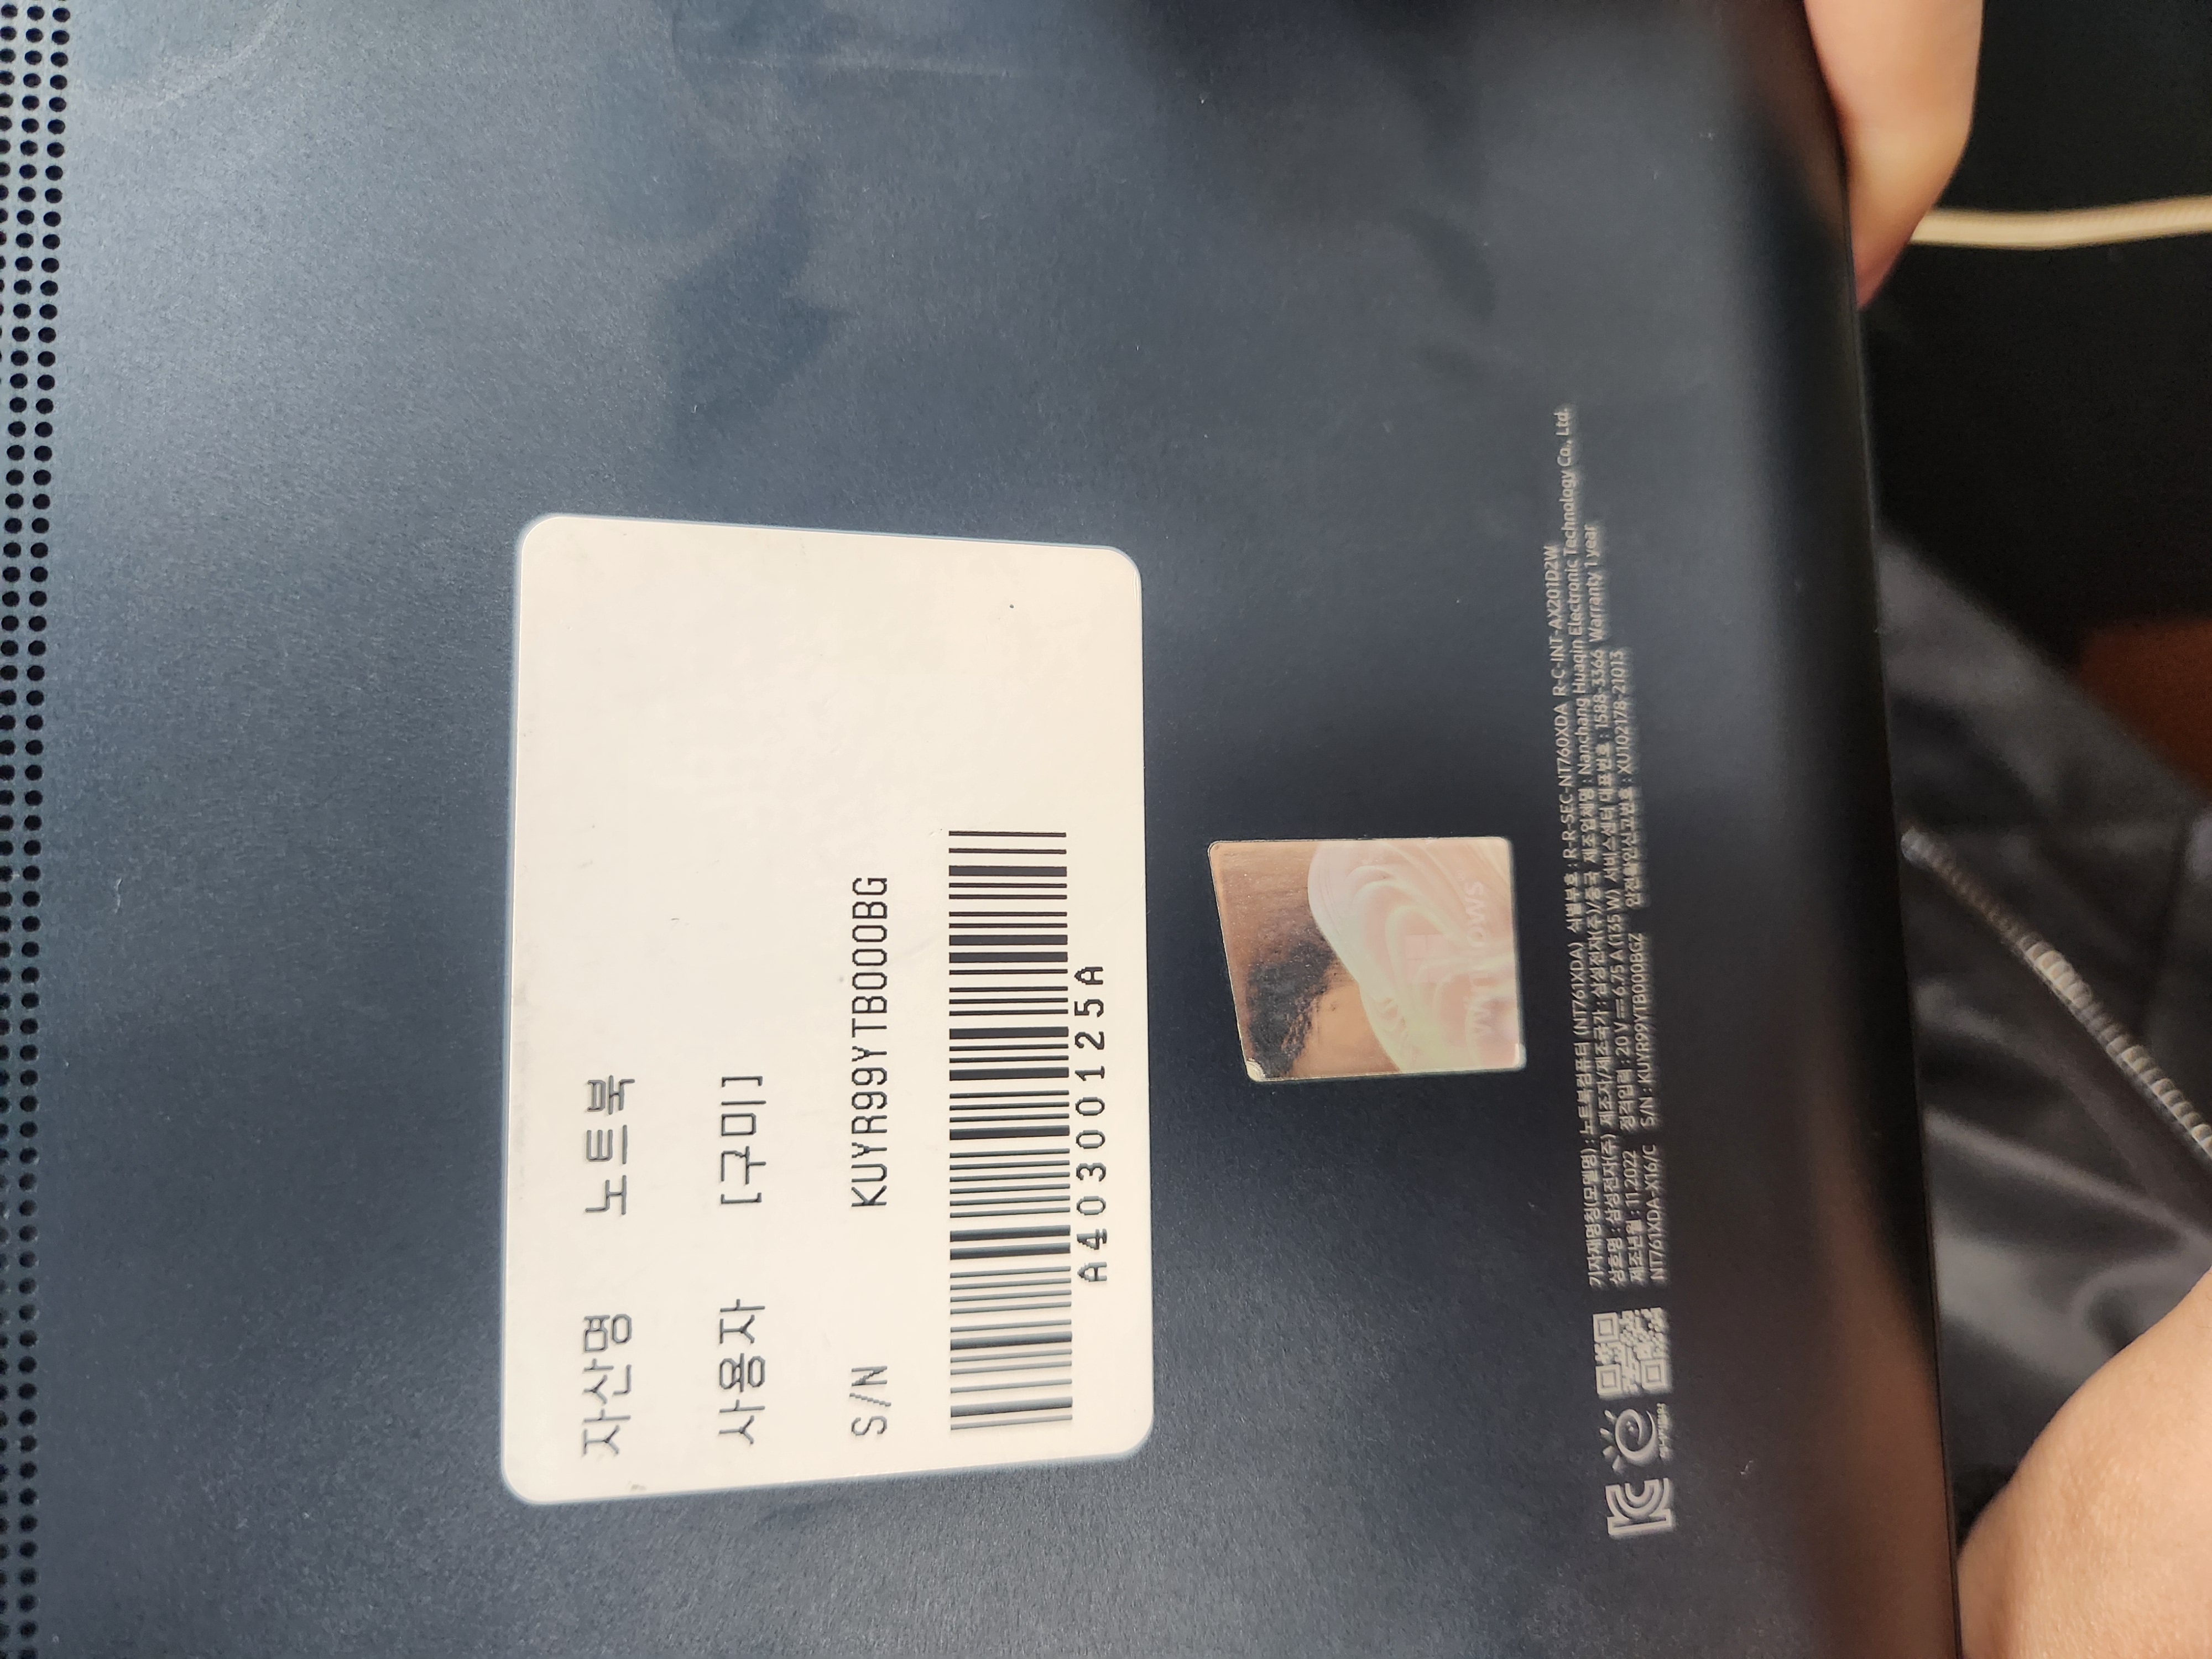 자산명 노트북
사용자 [구미]
S/N KUYR99YTB000BG
A40300125A
Windows
기자재명칭(모델명) : 노트북컴퓨터 (NT761XDA) 식별부호 : R-R-SEC-NT760XDA R-C-INT-AX201D2W
상호명 : 삼성전자(주) 제조자/제조국가 : 삼성전자(주)/중국 제조업체명 : Nanchang Huaqin Electronic Technology Co., Ltd.
제조년월 : 11.2022 정격입력 : 20 V ⎓ 6.75 A (135 W) 서비스센터 대표번호 : 1588-3366 Warranty 1 year
NT761XDA-X16/C S/N : KUYR99YTB000BGZ 안전확인신고번호 : XU102178-21013